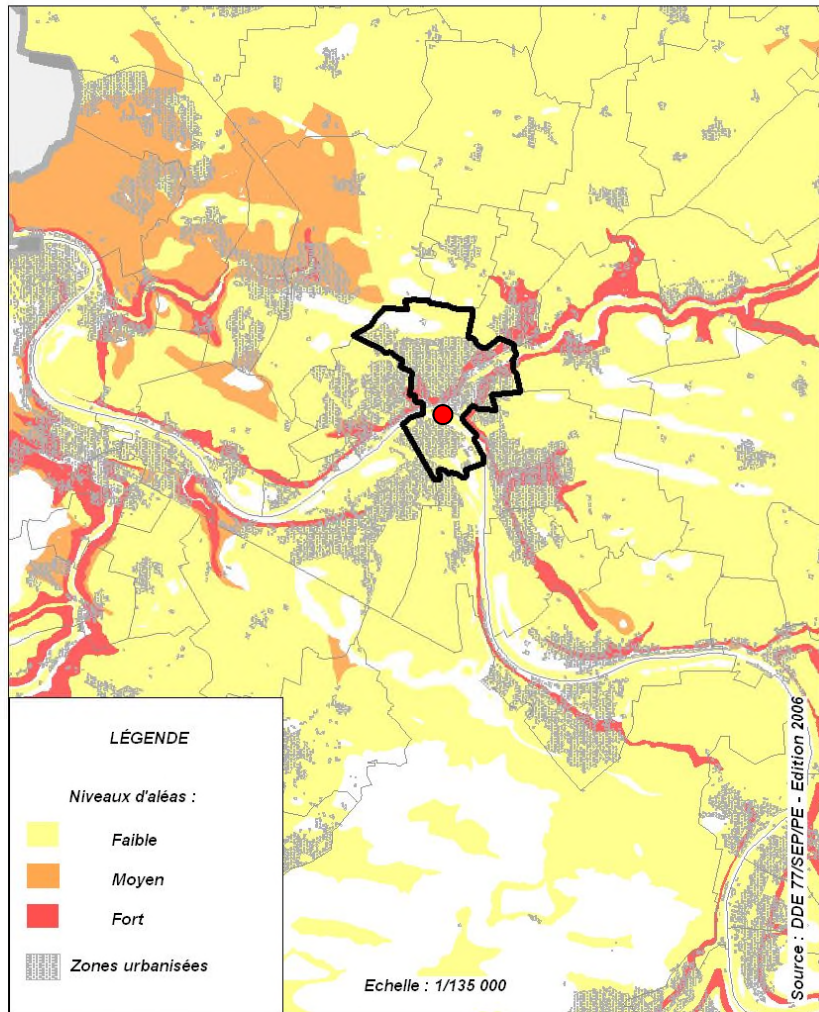 LÉGENDE
Niveaux d'aléas :
Faible
Moyen
Fort
Zones urbanisées
Echelle : 1/135 000
Source : DDE 77/SEP/PE - Edition 2006